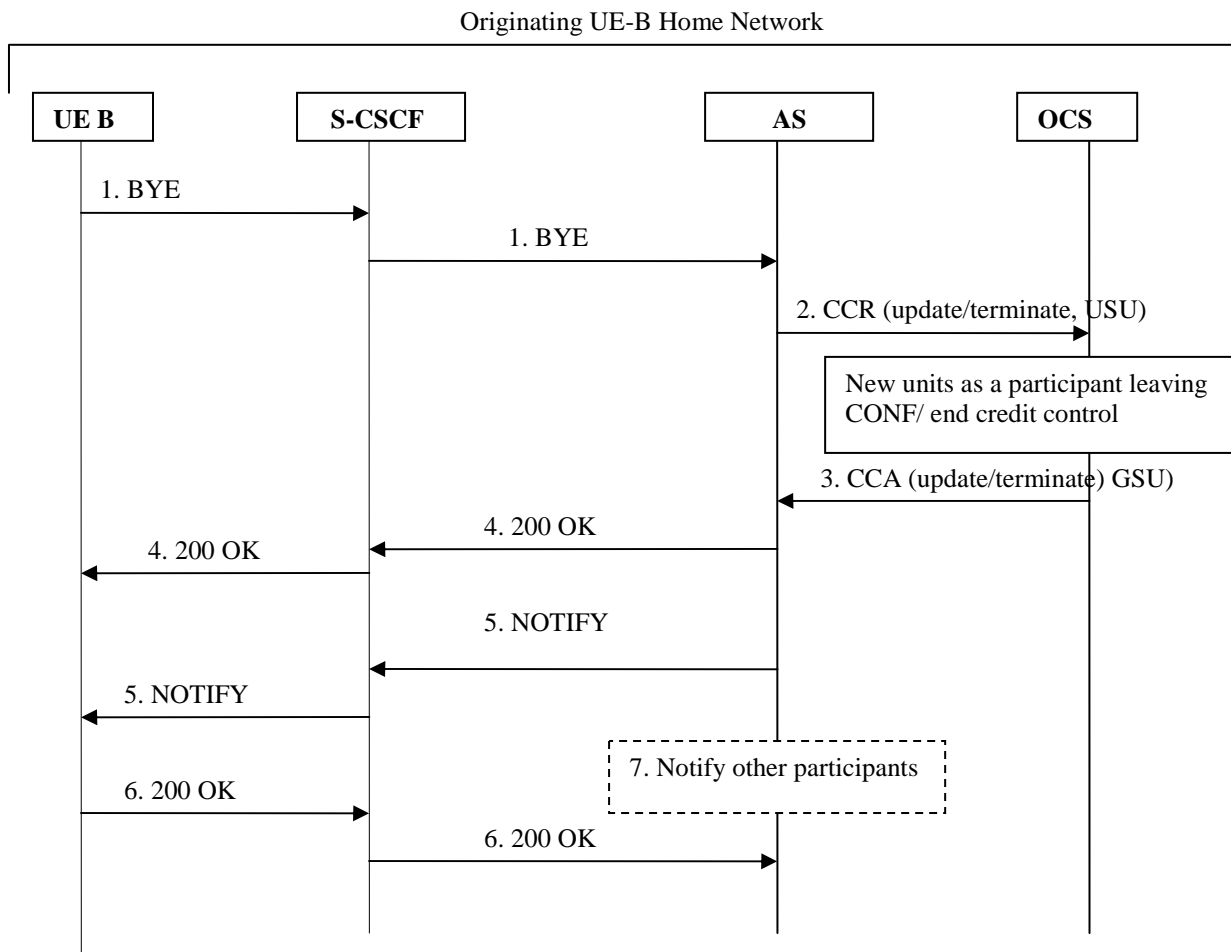 Originating UE-B Home Network
UE B
S-CSCF
AS
OCS
1. BYE
1. BYE
2. CCR (update/terminate, USU)
New units as a participant leaving
CONF/ end credit control
3. CCA (update/terminate) GSU)
4. 200 OK
4. 200 OK
5. NOTIFY
5. NOTIFY
7. Notify other participants
6. 200 OK
6. 200 OK